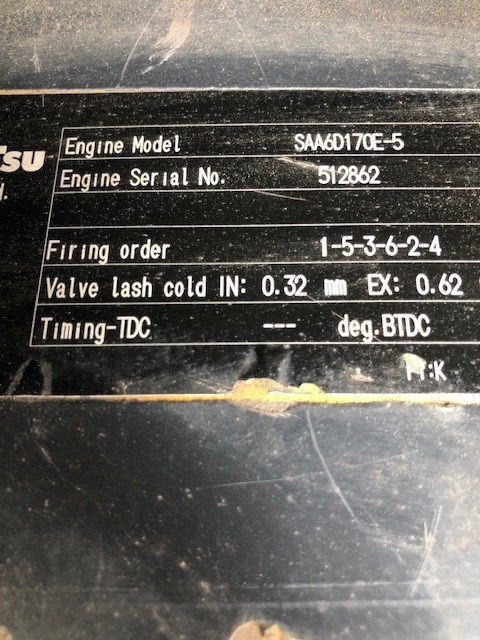 TSU
Engine Model SAA6D170E-5
Engine Serial No. 512862
Firing order 1-5-3-6-2-4
Valve lash cold IN: 0.32 mm EX: 0.62
Timing-TDC --- deg.BTDC